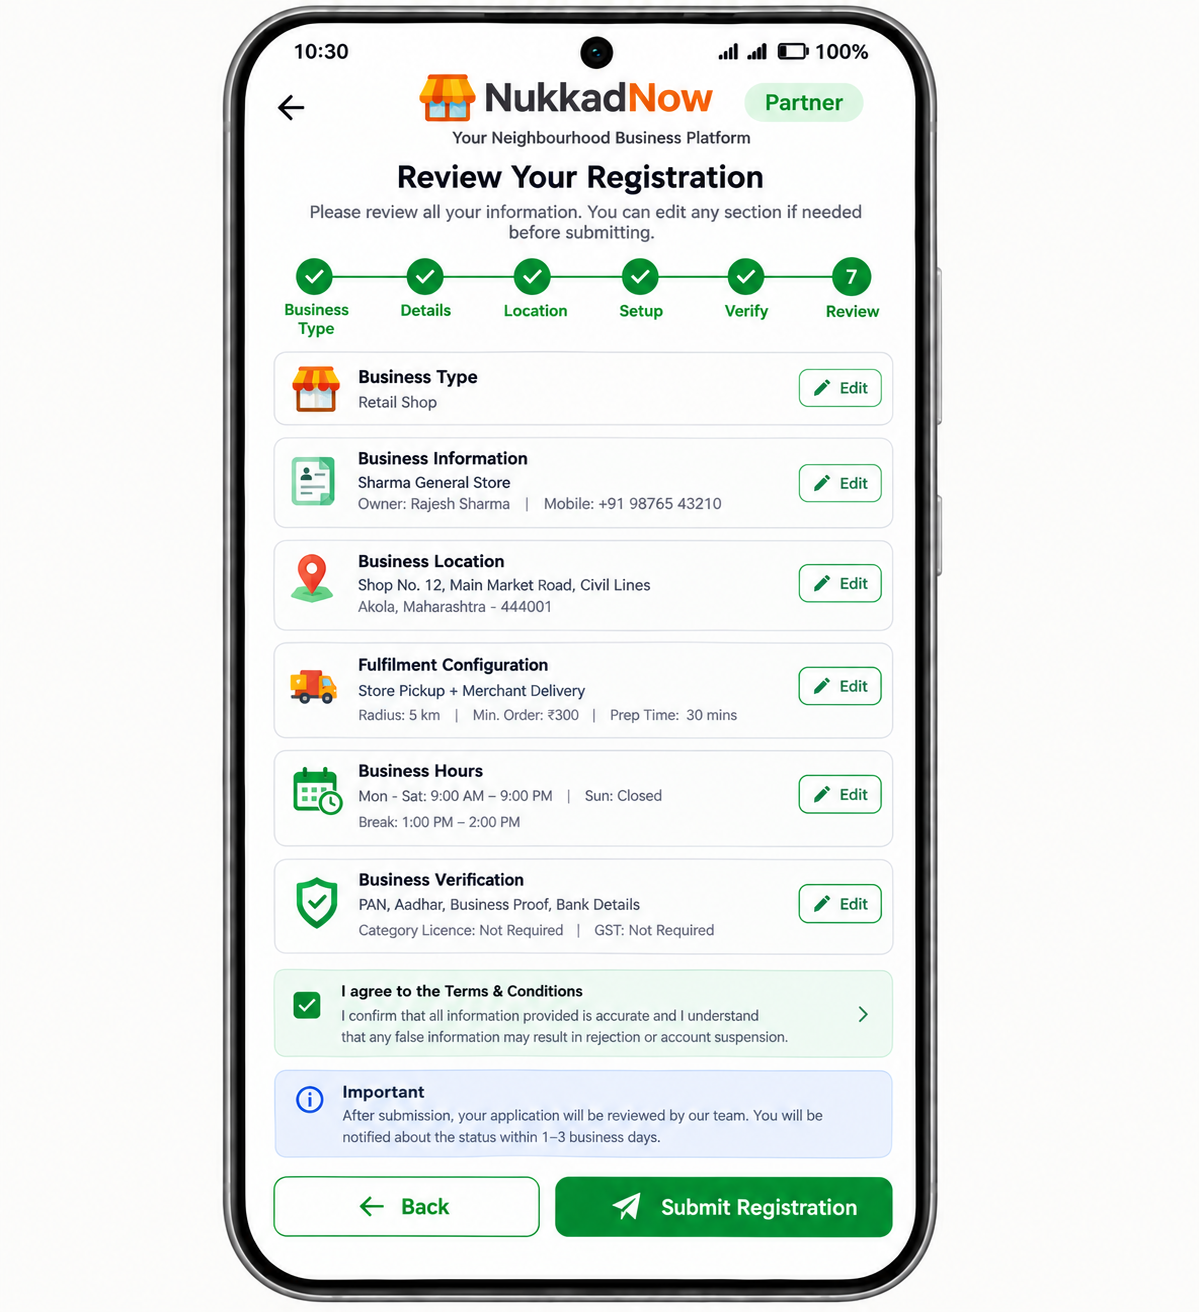 10:30
100%
NukkadNow
Partner
Your Neighbourhood Business Platform
Review Your Registration
Please review all your information. You can edit any section if needed
before submitting.
7
Business
Type
Details
Location
Setup
Verify
Review
Business Type
Retail Shop
Edit
Business Information
Sharma General Store
Owner: Rajesh Sharma | Mobile: +91 98765 43210
Edit
Business Location
Shop No. 12, Main Market Road, Civil Lines
Akola, Maharashtra - 444001
Edit
Fulfilment Configuration
Store Pickup + Merchant Delivery
Radius: 5 km | Min. Order: ₹300 | Prep Time: 30 mins
Edit
Business Hours
Mon - Sat: 9:00 AM – 9:00 PM | Sun: Closed
Break: 1:00 PM – 2:00 PM
Edit
Business Verification
PAN, Aadhar, Business Proof, Bank Details
Category Licence: Not Required | GST: Not Required
Edit
I agree to the Terms & Conditions
I confirm that all information provided is accurate and I understand
that any false information may result in rejection or account suspension.
Important
After submission, your application will be reviewed by our team. You will be
notified about the status within 1–3 business days.
Back
Submit Registration